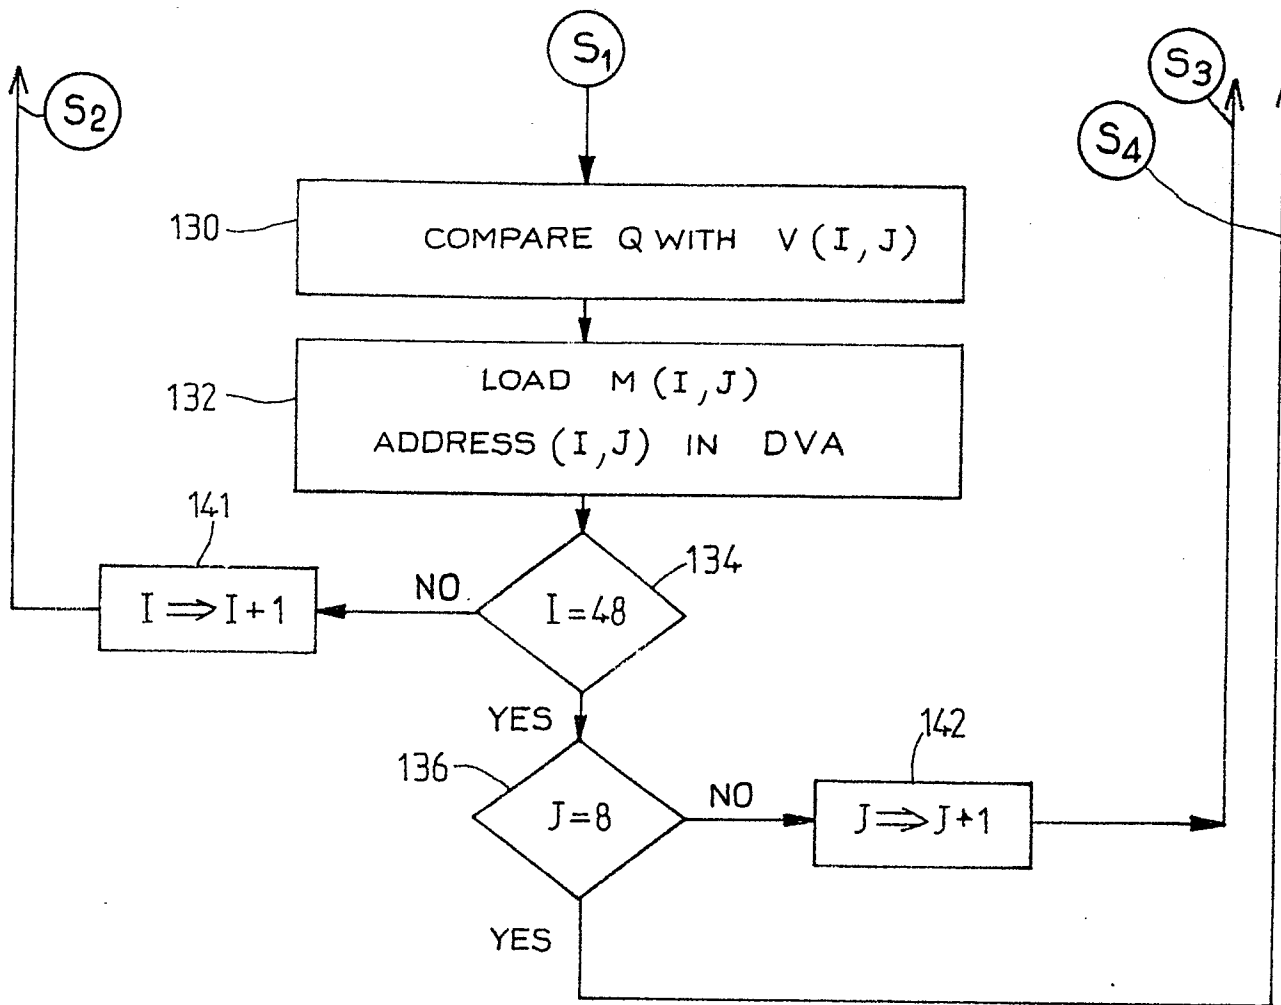 S1
S2
S3
S4
130
COMPARE Q WITH V(I,J)
132
LOAD M(I,J)
ADDRESS(I,J) IN DVA
141
134
I⇒I+1
NO
I=48
YES
142
136
J=8
NO
J⇒J+1
YES